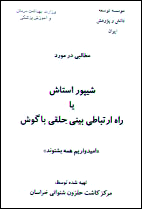 موسسه توسعه
دانش و پژوهش
ایران
وزارت بهداشت درمان
و آموزش پزشکی
مطالبی در مورد
شیپور استاش
یا
راه ارتباطی بینی حلقی با گوش
«امیدواریم همه بشنوند»
تهیه شده توسط:
مرکز کاشت حلزون شنوائی خراسان